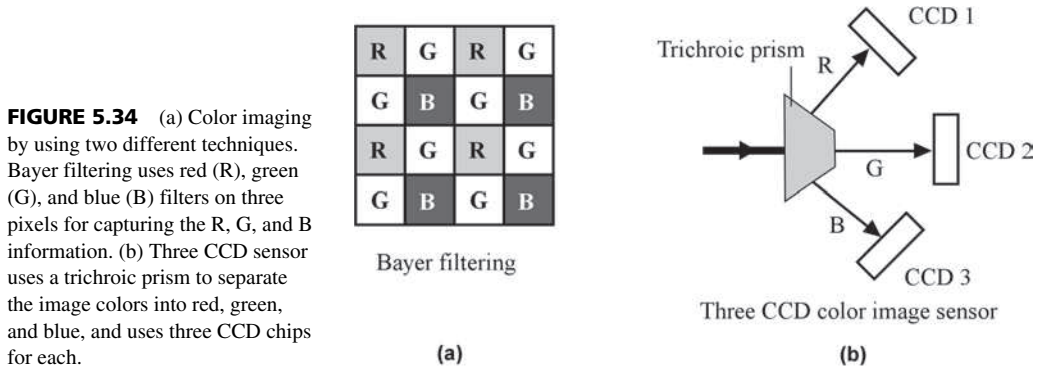 FIGURE 5.34 (a) Color imaging
by using two different techniques.
Bayer filtering uses red (R), green
(G), and blue (B) filters on three
pixels for capturing the R, G, and B
information. (b) Three CCD sensor
uses a trichroic prism to separate
the image colors into red, green,
and blue, and uses three CCD chips
for each.
R G R G
G B G B
R G R G
G B G B
Bayer filtering
(a)
CCD 1
Trichroic prism
R
CCD 2
G
B
CCD 3
Three CCD color image sensor
(b)